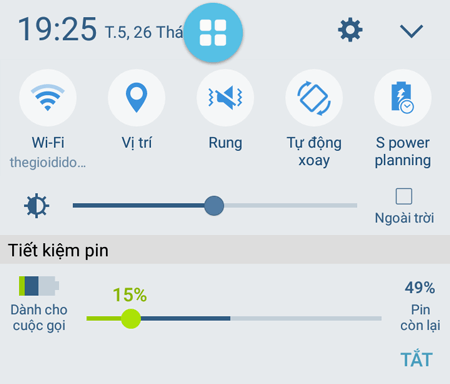 19:25 T.5, 26 Thá
Wi-Fi
thegioidido...
Vị trí
Rung
Tự động
xoay
S power
planning
Ngoài trời
Tiết kiệm pin
15%
49%
Dành cho
cuộc gọi
Pin
còn lại
TẮT